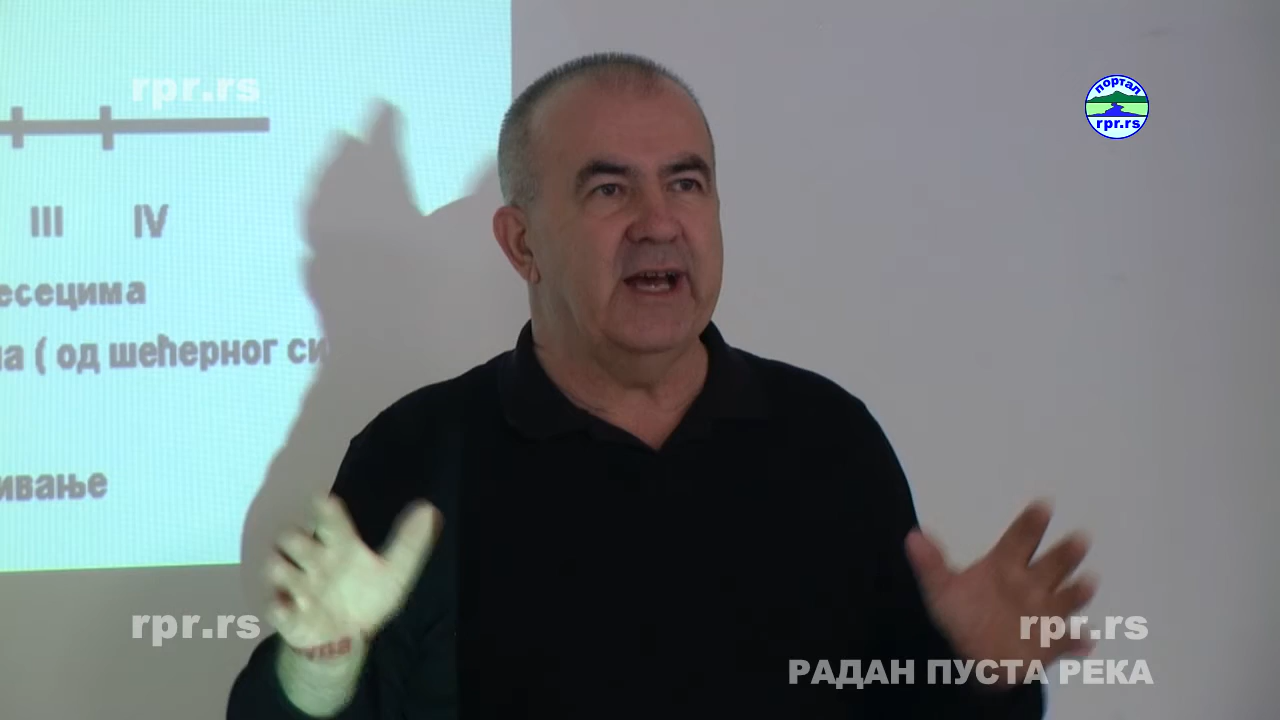 rpr.rs
портал
rpr.rs
III IV
есецима
на ( од шећерног си
ивање
rpr.rs
rpr.rs
РАДАН ПУСТА РЕКА